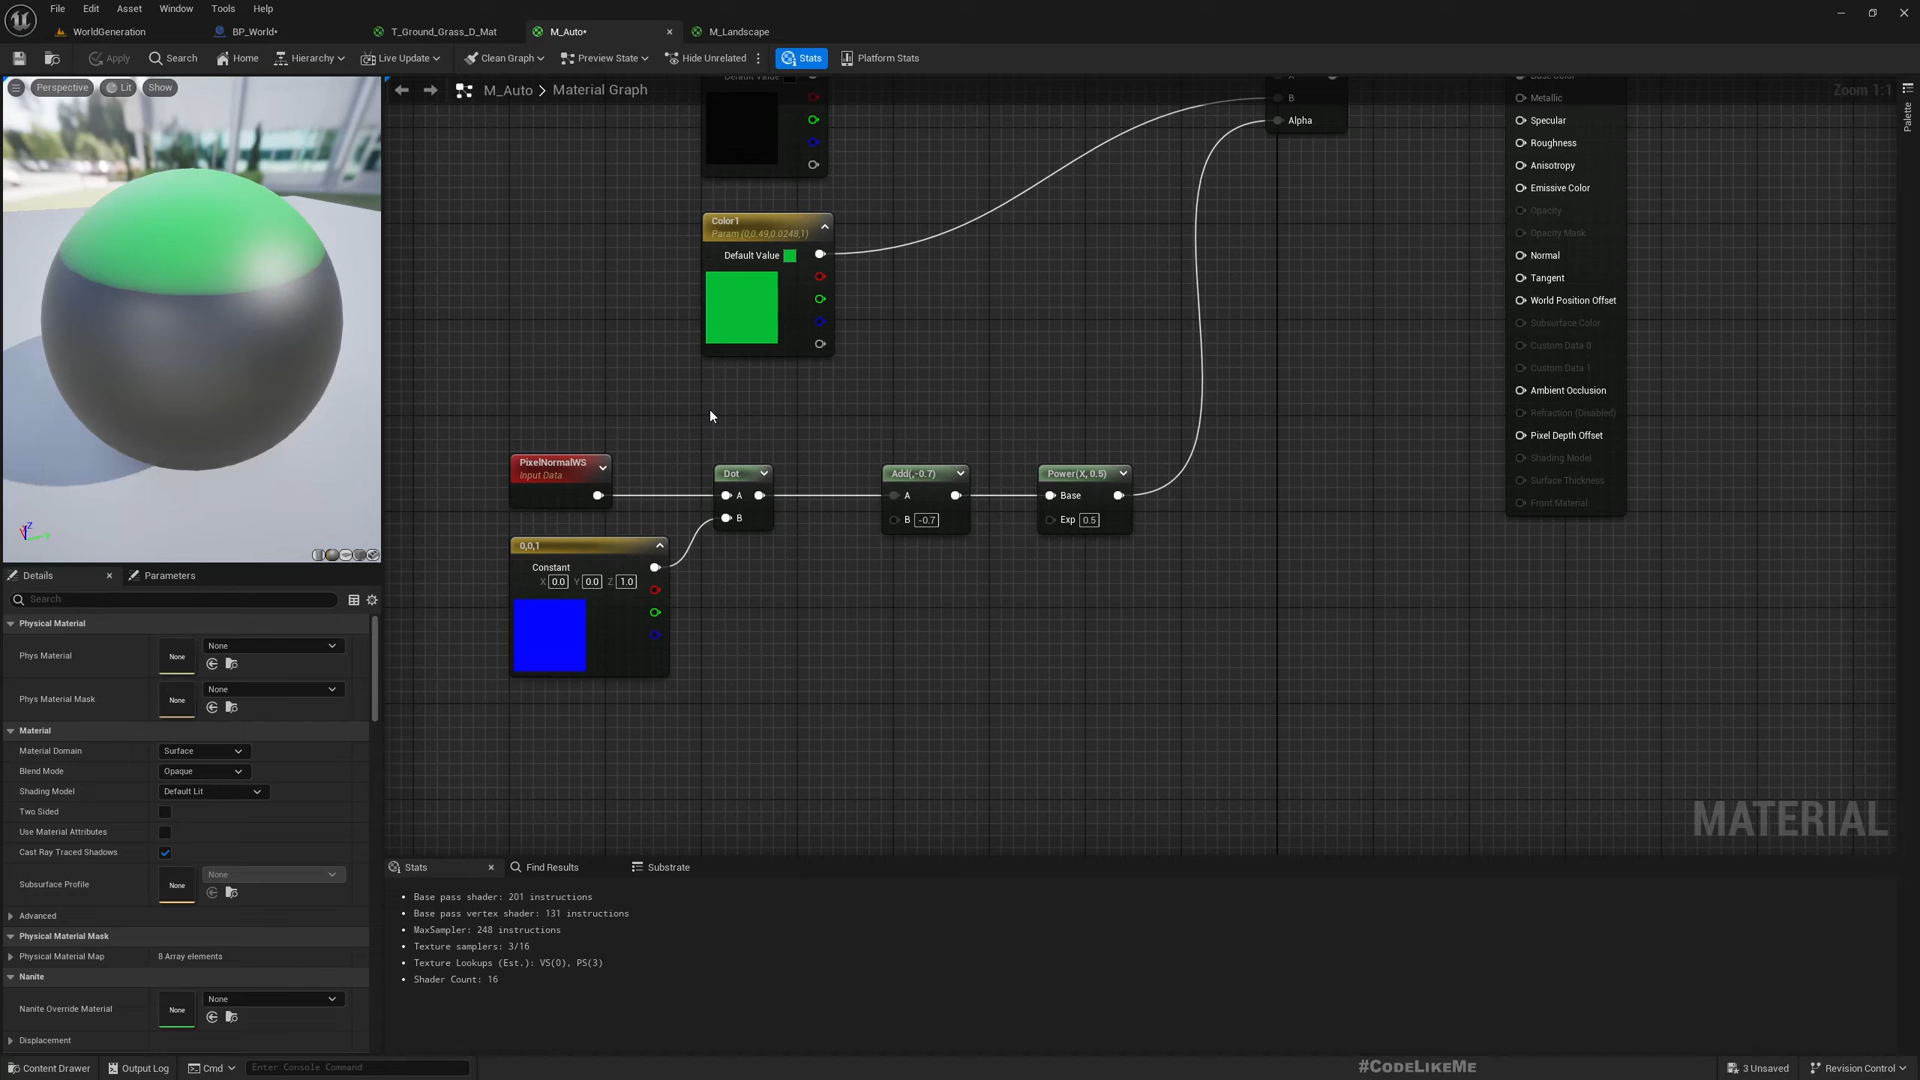 File Edit Asset Window Tools Help
WorldGeneration BP_World* T_Ground_Grass_D_Mat M_Auto* M_Landscape
Apply Search Home Hierarchy Live Update Clean Graph Preview State Hide Unrelated Stats Platform Stats
Perspective Lit Show
M_Auto > Material Graph
Zoom 1:1
Palette
Default Value
B
Alpha
Base Color
Metallic
Specular
Roughness
Anisotropy
Emissive Color
Opacity
Opacity Mask
Normal
Tangent
World Position Offset
Subsurface Color
Custom Data 0
Custom Data 1
Ambient Occlusion
Refraction (Disabled)
Pixel Depth Offset
Shading Model
Surface Thickness
Front Material
Color1
Param (0,0.49,0.0248,1)
Default Value
PixelNormalWS
Input Data
Dot
A
B
Add(,-0.7)
A
B -0.7
Power(X, 0.5)
Base
Exp 0.5
0,0,1
Constant
X 0.0 Y 0.0 Z 1.0
MATERIAL
Z
Details Parameters
Search
Physical Material
Phys Material None None
Phys Material Mask None None
Material
Material Domain Surface
Blend Mode Opaque
Shading Model Default Lit
Two Sided
Use Material Attributes
Cast Ray Traced Shadows
Subsurface Profile None None
Advanced
Physical Material Mask
Physical Material Map 8 Array elements
Nanite
Nanite Override Material None None
Displacement
Stats Find Results Substrate
Base pass shader: 201 instructions
Base pass vertex shader: 131 instructions
MaxSampler: 248 instructions
Texture samplers: 3/16
Texture Lookups (Est.): VS(0), PS(3)
Shader Count: 16
Content Drawer Output Log Cmd Enter Console Command #CODELIKEME 3 Unsaved Revision Control